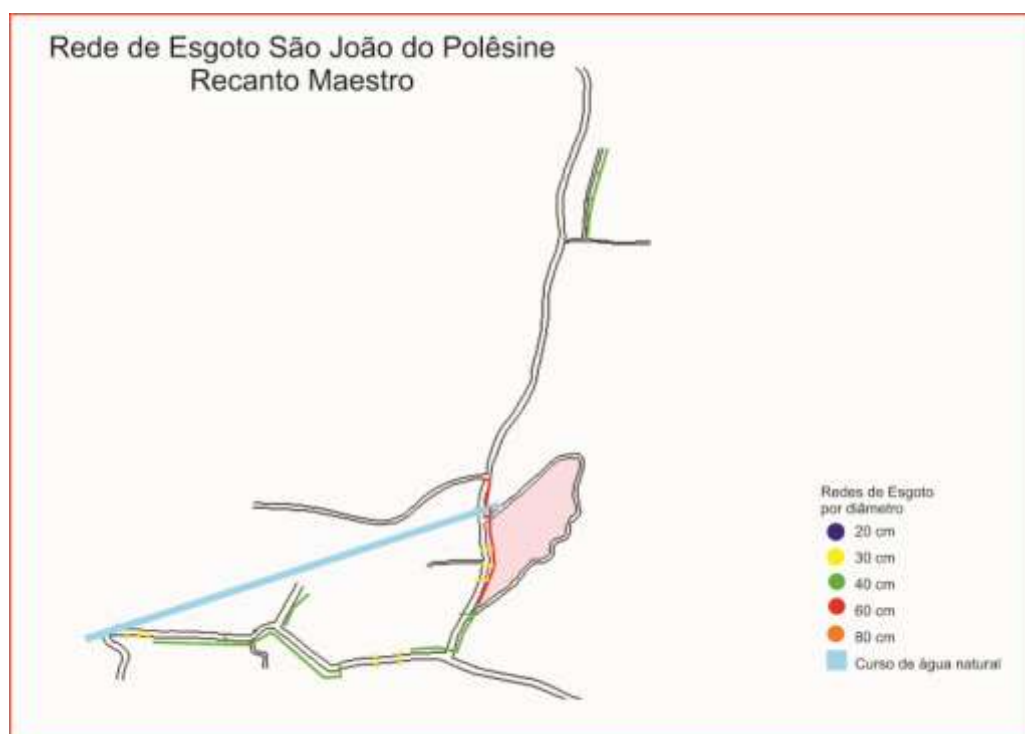 Rede de Esgoto São João do Polêsine
Recanto Maestro
Redes de Esgoto
por diâmetro
20 cm
30 cm
40 cm
60 cm
80 cm
Curso de água natural